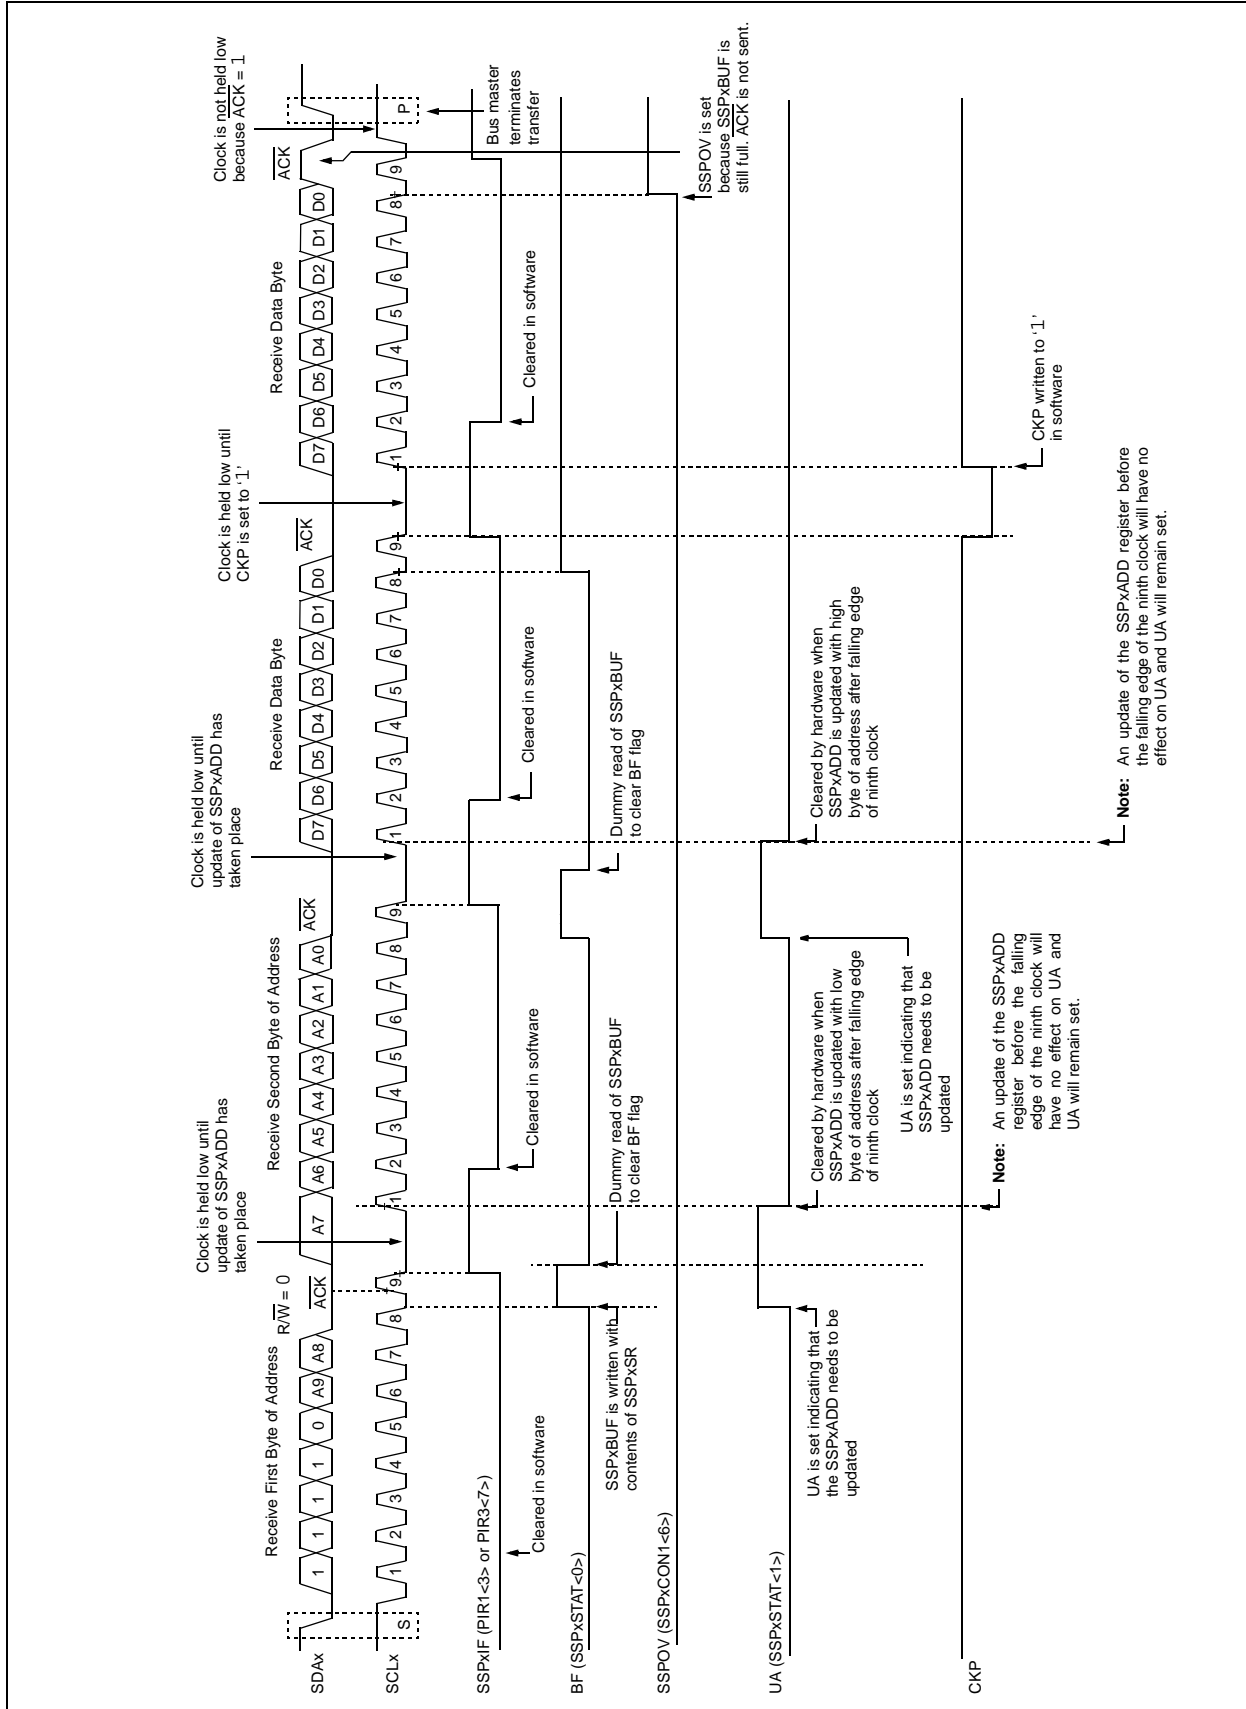 Receive First Byte of Address
R/W = 0
Receive Second Byte of Address
Receive Data Byte
Receive Data Byte
Clock is held low until
update of SSPxADD has
taken place
Clock is held low until
update of SSPxADD has
taken place
Clock is held low until
CKP is set to ‘1’
Clock is not held low
because ACK = 1
SDAx
1 1 1 1 0 A9 A8 ACK A7 A6 A5 A4 A3 A2 A1 A0 ACK D7 D6 D5 D4 D3 D2 D1 D0 ACK D7 D6 D5 D4 D3 D2 D1 D0 ACK
SCLx
S 1 2 3 4 5 6 7 8 9 1 2 3 4 5 6 7 8 9 1 2 3 4 5 6 7 8 9 1 2 3 4 5 6 7 8 9 P
Bus master
terminates
transfer
SSPxIF (PIR1<3> or PIR3<7>)
Cleared in software
Cleared in software
Cleared in software
Cleared in software
BF (SSPxSTAT<0>)
SSPxBUF is written with
contents of SSPxSR
Dummy read of SSPxBUF
to clear BF flag
Dummy read of SSPxBUF
to clear BF flag
SSPOV (SSPxCON1<6>)
SSPOV is set
because SSPxBUF is
still full. ACK is not sent.
UA (SSPxSTAT<1>)
UA is set indicating that
the SSPxADD needs to be
updated
Cleared by hardware when
SSPxADD is updated with low
byte of address after falling edge
of ninth clock
UA is set indicating that
SSPxADD needs to be
updated
Cleared by hardware when
SSPxADD is updated with high
byte of address after falling edge
of ninth clock
CKP
CKP written to ‘1’
in software
Note: An update of the SSPxADD
register before the falling
edge of the ninth clock will
have no effect on UA and
UA will remain set.
Note: An update of the SSPxADD register before
the falling edge of the ninth clock will have no
effect on UA and UA will remain set.